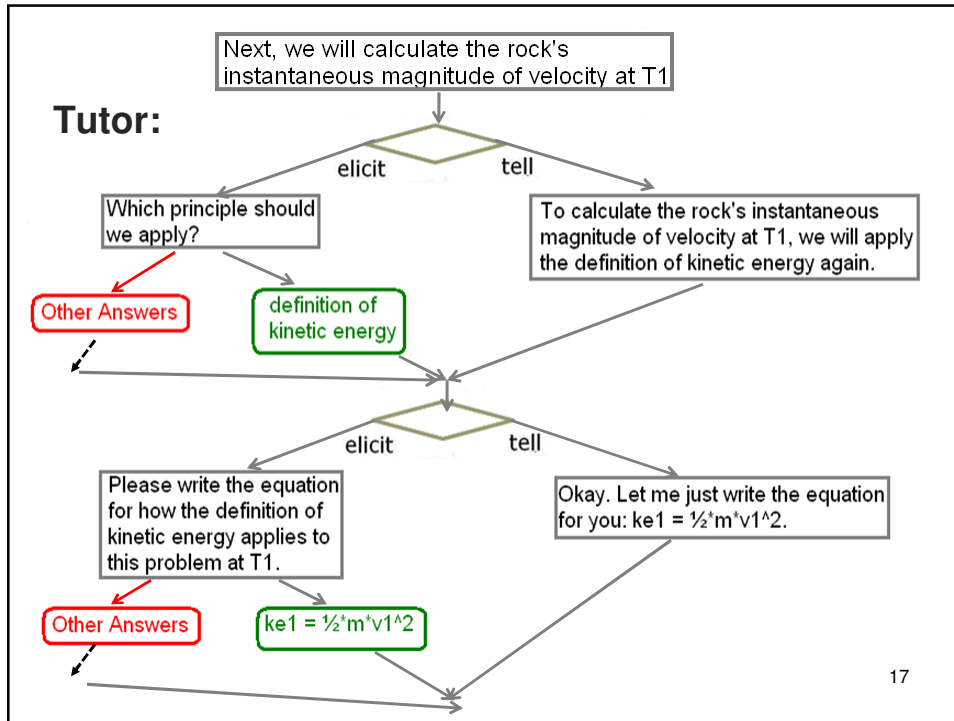 Next, we will calculate the rock's
instantaneous magnitude of velocity at T1
Tutor:
elicit
tell
Which principle should
we apply?
To calculate the rock's instantaneous
magnitude of velocity at T1, we will apply
the definition of kinetic energy again.
Other Answers
definition of
kinetic energy
elicit
tell
Please write the equation
for how the definition of
kinetic energy applies to
this problem at T1.
Okay. Let me just write the equation
for you: ke1 = ½*m*v1^2.
Other Answers
ke1 = ½*m*v1^2
17